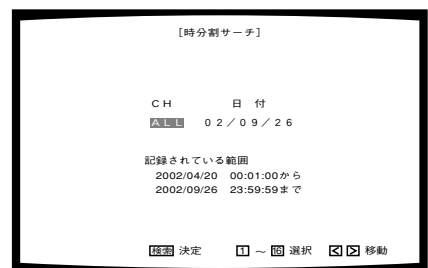 [時分割サーチ]
CH 日 付
ALL 02/09/26
記録されている範囲
2002/04/20 00:01:00から
2002/09/26 23:59:59まで
検索 決定 1 ~ 16 選択 < > 移動